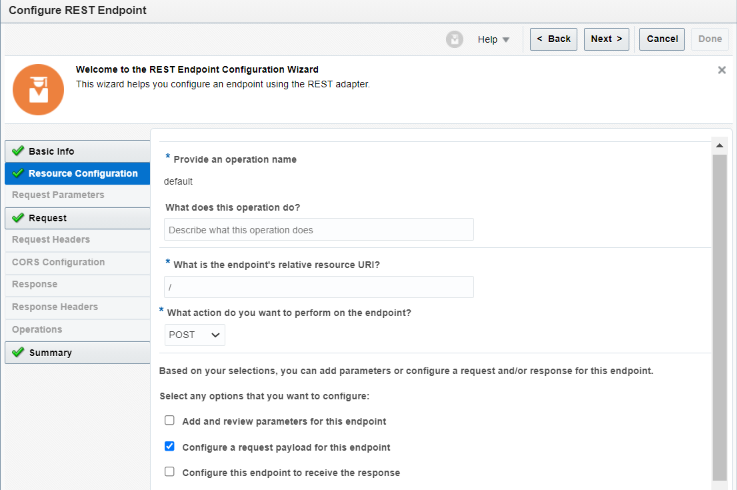 Configure REST Endpoint
Help
< Back
Next >
Cancel
Done
Welcome to the REST Endpoint Configuration Wizard
This wizard helps you configure an endpoint using the REST adapter.
Basic Info
Resource Configuration
Request Parameters
Request
Request Headers
CORS Configuration
Response
Response Headers
Operations
Summary
* Provide an operation name
default
What does this operation do?
Describe what this operation does
* What is the endpoint's relative resource URI?
/
* What action do you want to perform on the endpoint?
POST
Based on your selections, you can add parameters or configure a request and/or response for this endpoint.
Select any options that you want to configure:
Add and review parameters for this endpoint
Configure a request payload for this endpoint
Configure this endpoint to receive the response